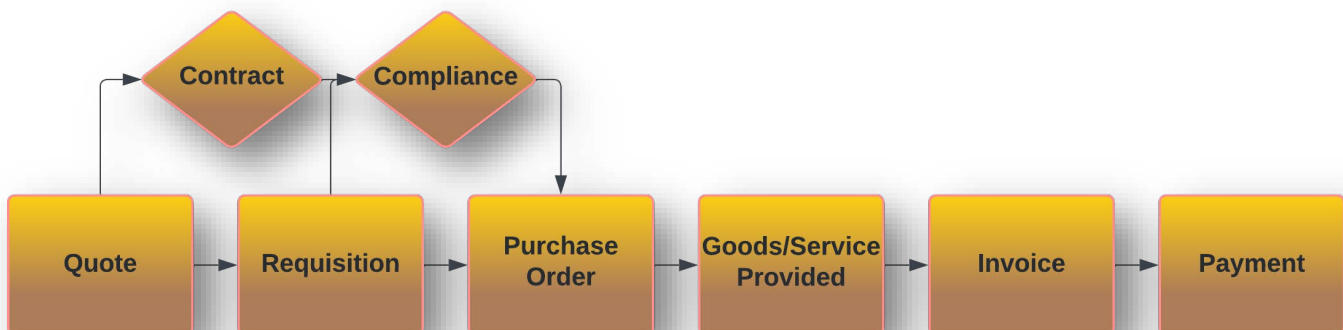 Contract
Compliance
Quote
Requisition
Purchase
Order
Goods/Service
Provided
Invoice
Payment